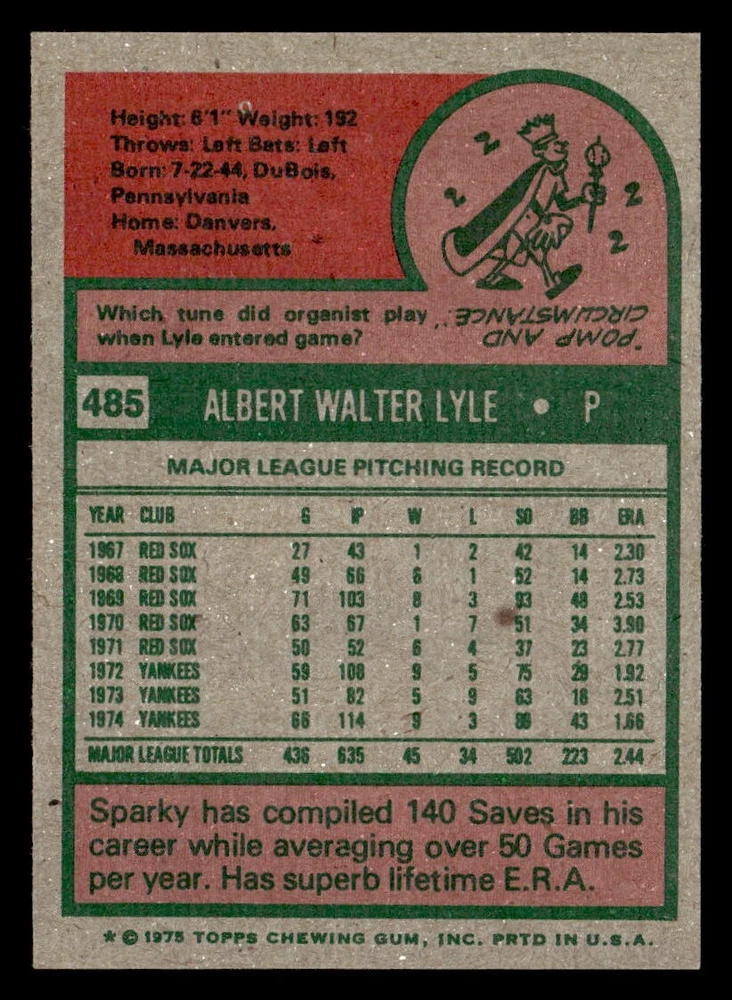 Height: 6'1" Weight: 192
Throws: Left Bats: Left
Born: 7-22-44, DuBois,
Pennsylvania
Home: Danvers,
Massachusetts
2
2
2
2
Which tune did organist play
when Lyle entered game?
"POMP AND
CIRCUMSTANCE."
485 ALBERT WALTER LYLE • P
MAJOR LEAGUE PITCHING RECORD
YEAR CLUB G IP W L SO BB ERA
1967 RED SOX 27 43 1 2 42 14 2.30
1968 RED SOX 49 66 6 1 52 14 2.73
1969 RED SOX 71 103 8 3 93 48 2.53
1970 RED SOX 63 67 1 7 51 34 3.90
1971 RED SOX 50 52 6 4 37 23 2.77
1972 YANKEES 59 108 9 5 75 29 1.92
1973 YANKEES 51 82 5 9 63 18 2.51
1974 YANKEES 66 114 9 3 89 43 1.66
MAJOR LEAGUE TOTALS 436 635 45 34 502 223 2.44
Sparky has compiled 140 Saves in his
career while averaging over 50 Games
per year. Has superb lifetime E.R.A.
* © 1975 TOPPS CHEWING GUM, INC. PRTD IN U.S.A.